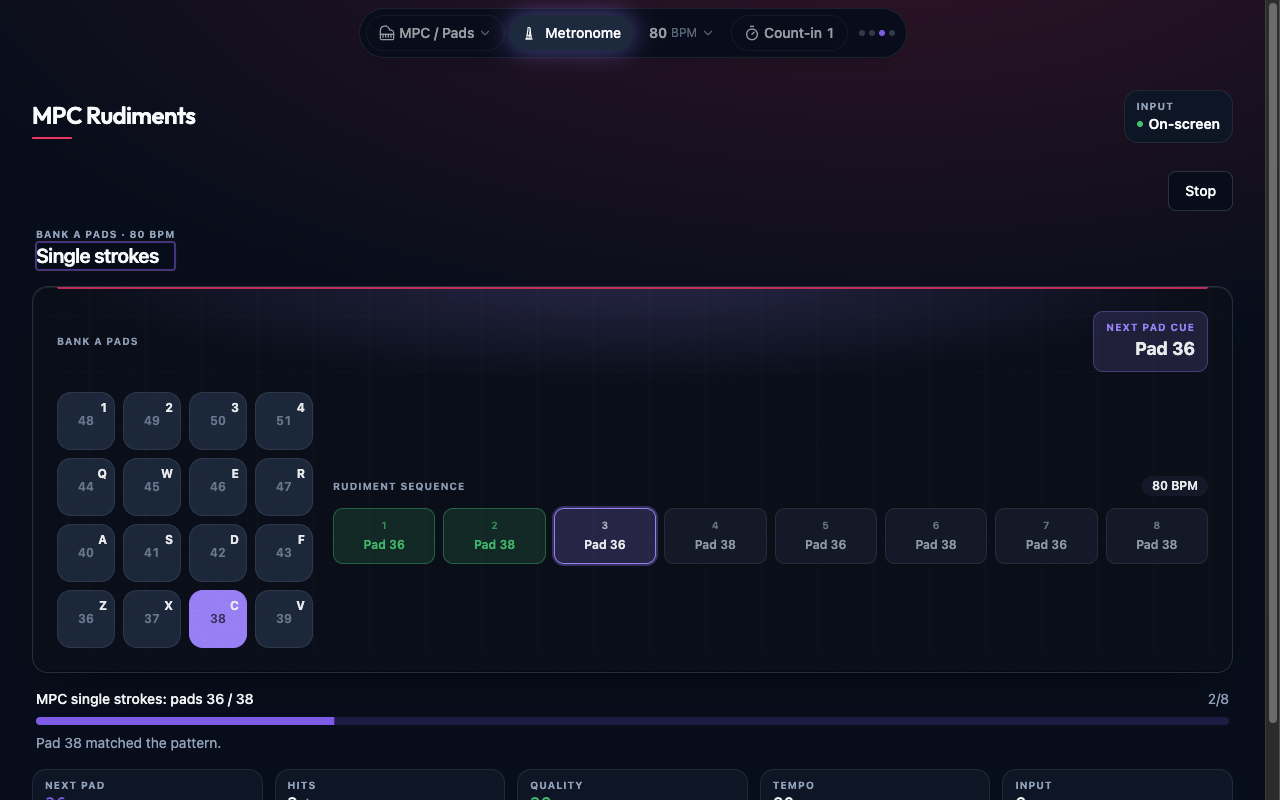 MPC / Pads
Metronome
80 BPM
Count-in 1
MPC Rudiments
INPUT
On-screen
Stop
BANK A PADS · 80 BPM
Single strokes
BANK A PADS
NEXT PAD CUE
Pad 36
1 48
2 49
3 50
4 51
Q 44
W 45
E 46
R 47
A 40
S 41
D 42
F 43
Z 36
X 37
C 38
V 39
RUDIMENT SEQUENCE
80 BPM
1 Pad 36
2 Pad 38
3 Pad 36
4 Pad 38
5 Pad 36
6 Pad 38
7 Pad 36
8 Pad 38
MPC single strokes: pads 36 / 38
2/8
Pad 38 matched the pattern.
NEXT PAD
HITS
QUALITY
TEMPO
INPUT